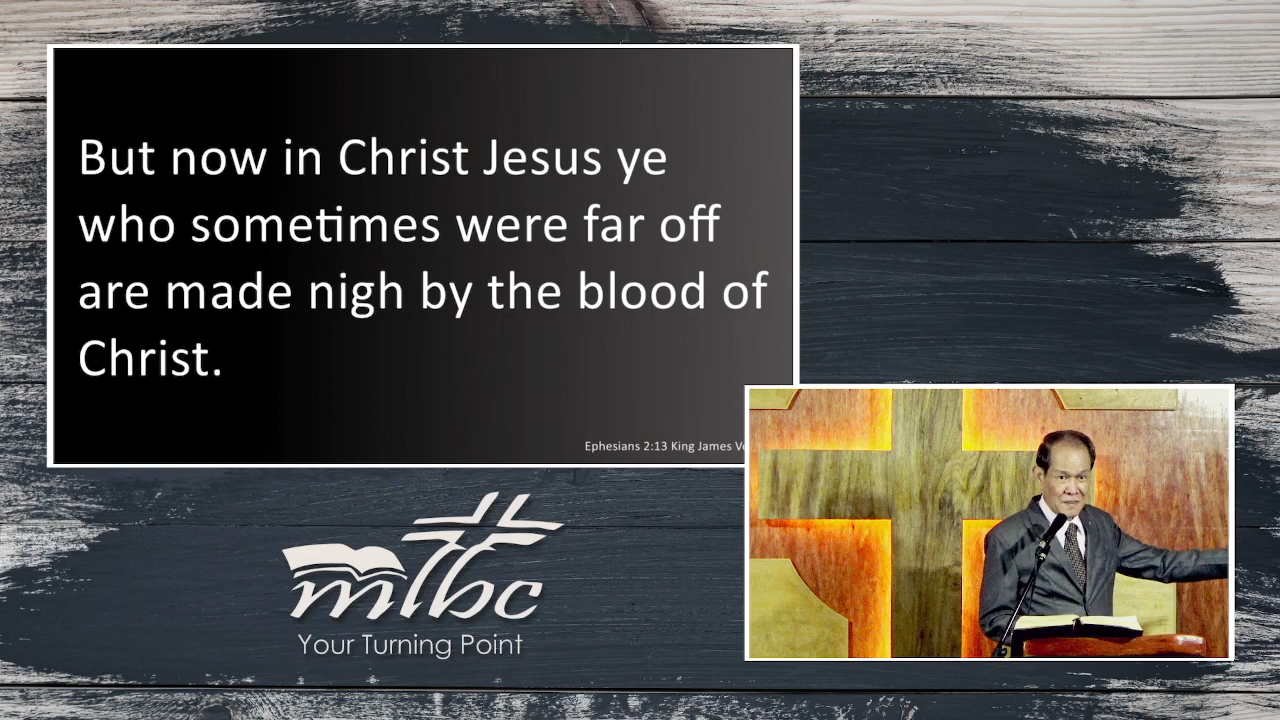 But now in Christ Jesus ye
who sometimes were far off
are made nigh by the blood of
Christ.
Ephesians 2:13 King James
mlbc
Your Turning Point